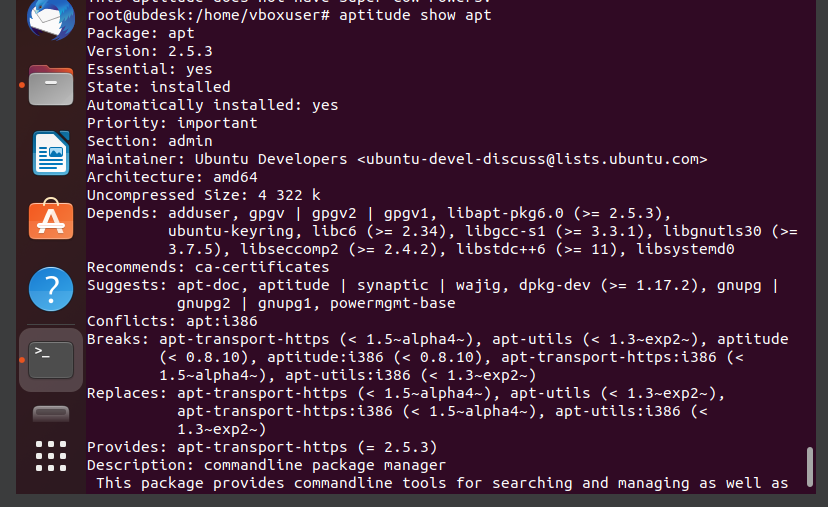 This aptitude does not have Super Cow Powers.
root@ubdesk:/home/vboxuser# aptitude show apt
Package: apt
Version: 2.5.3
Essential: yes
State: installed
Automatically installed: yes
Priority: important
Section: admin
Maintainer: Ubuntu Developers <ubuntu-devel-discuss@lists.ubuntu.com>
Architecture: amd64
Uncompressed Size: 4 322 k
Depends: adduser, gpgv | gpgv2 | gpgv1, libapt-pkg6.0 (>= 2.5.3),
ubuntu-keyring, libc6 (>= 2.34), libgcc-s1 (>= 3.3.1), libgnutls30 (>=
3.7.5), libseccomp2 (>= 2.4.2), libstdc++6 (>= 11), libsystemd0
Recommends: ca-certificates
Suggests: apt-doc, aptitude | synaptic | wajig, dpkg-dev (>= 1.17.2), gnupg |
gnupg2 | gnupg1, powermgmt-base
Conflicts: apt:i386
Breaks: apt-transport-https (< 1.5~alpha4~), apt-utils (< 1.3~exp2~), aptitude
(< 0.8.10), aptitude:i386 (< 0.8.10), apt-transport-https:i386 (<
1.5~alpha4~), apt-utils:i386 (< 1.3~exp2~)
Replaces: apt-transport-https (< 1.5~alpha4~), apt-utils (< 1.3~exp2~),
apt-transport-https:i386 (< 1.5~alpha4~), apt-utils:i386 (<
1.3~exp2~)
Provides: apt-transport-https (= 2.5.3)
Description: commandline package manager
This package provides commandline tools for searching and managing as well as